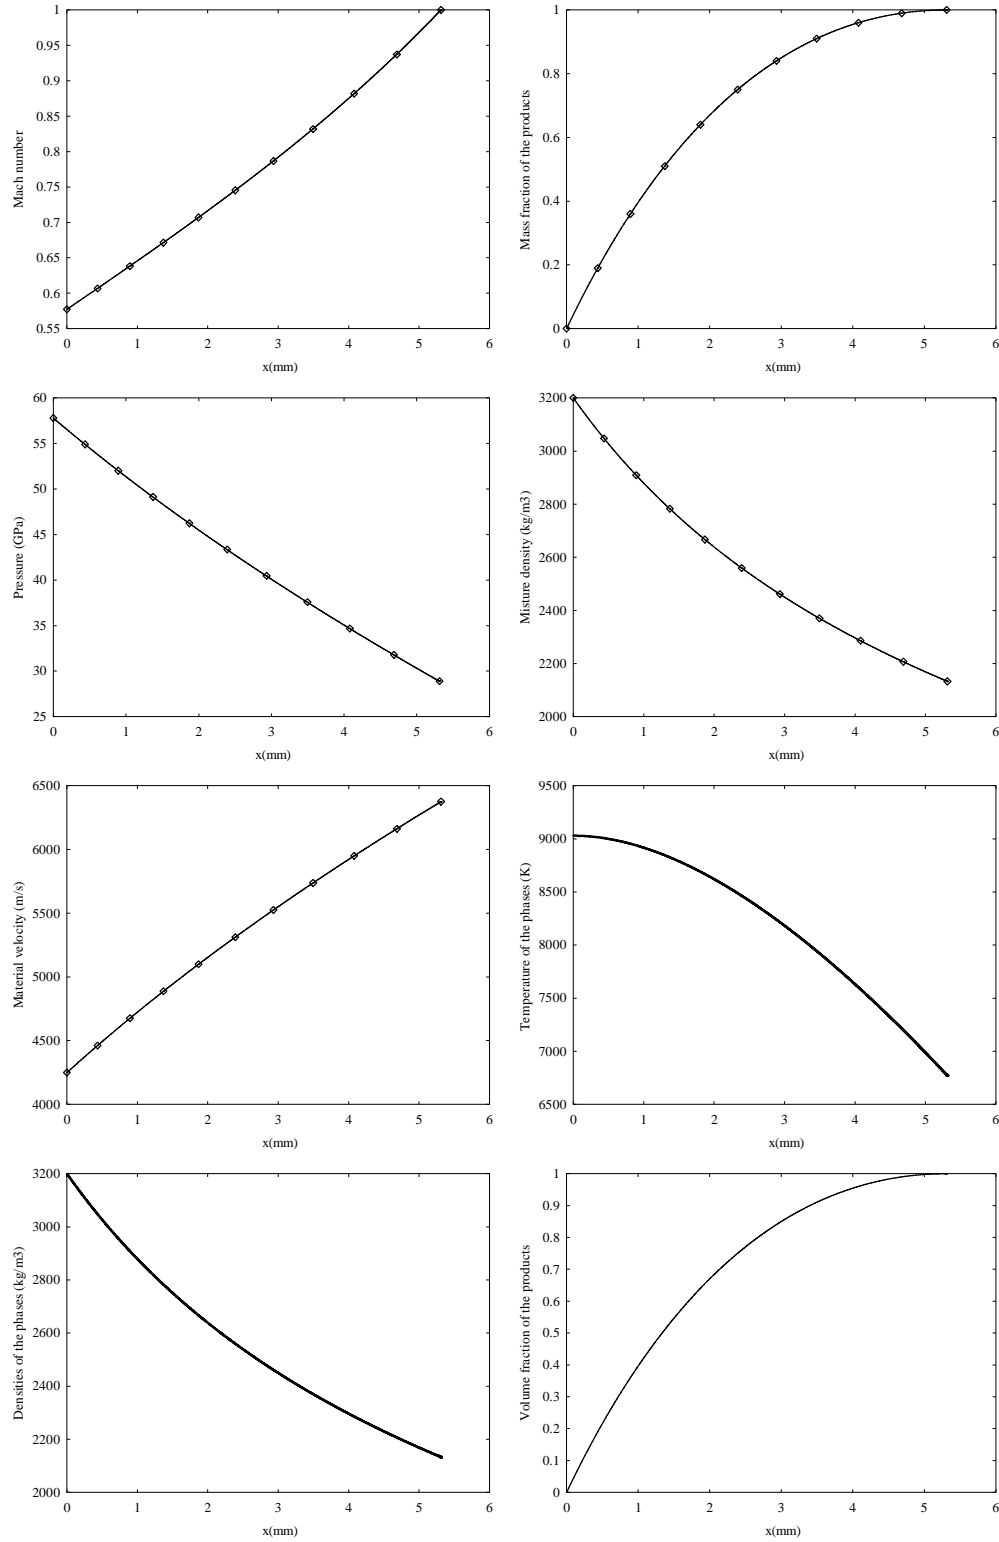 1
0.95
0.9
0.85
0.8
0.75
0.7
0.65
0.6
0.55
0 1 2 3 4 5 6
x(mm)
Mach number
1
0.8
0.6
0.4
0.2
0
0 1 2 3 4 5 6
x(mm)
Mass fraction of the products
60
55
50
45
40
35
30
25
0 1 2 3 4 5 6
x(mm)
Pressure (GPa)
3200
3000
2800
2600
2400
2200
2000
0 1 2 3 4 5 6
x(mm)
Misture density (kg/m3)
6500
6000
5500
5000
4500
4000
0 1 2 3 4 5 6
x(mm)
Material velocity (m/s)
9500
9000
8500
8000
7500
7000
6500
0 1 2 3 4 5 6
x(mm)
Temperature of the phases (K)
3200
3000
2800
2600
2400
2200
2000
0 1 2 3 4 5 6
x(mm)
Densities of the phases (kg/m3)
1
0.9
0.8
0.7
0.6
0.5
0.4
0.3
0.2
0.1
0
0 1 2 3 4 5 6
x(mm)
Volume fraction of the products